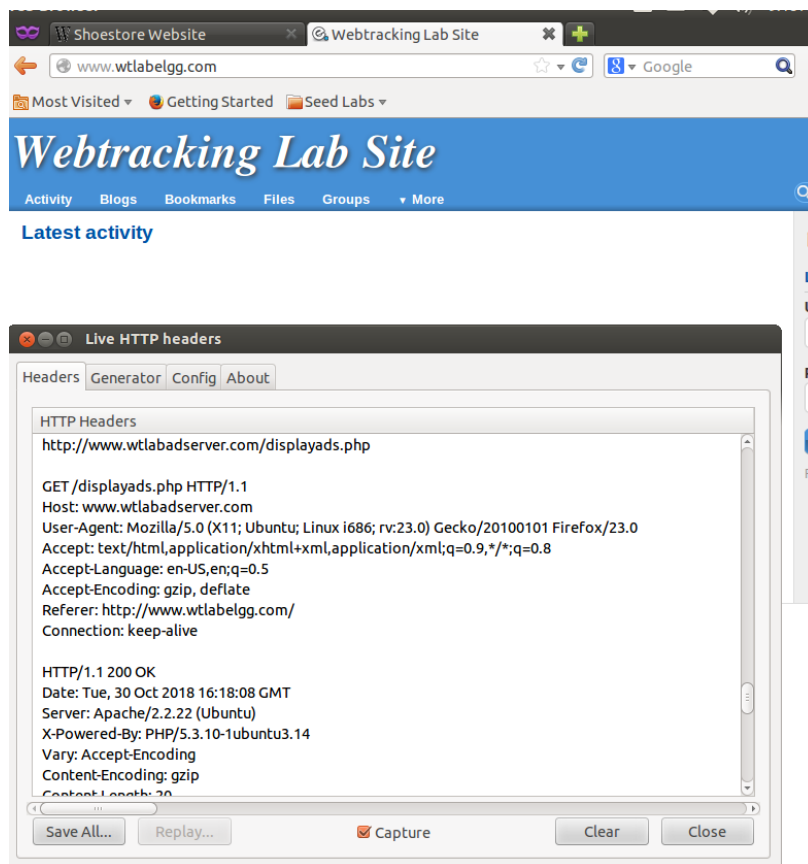 Shoestore Website
Webtracking Lab Site
www.wtlabelgg.com
Google
Most Visited
Getting Started
Seed Labs
Webtracking Lab Site
Activity Blogs Bookmarks Files Groups More
Latest activity
Live HTTP headers
Headers Generator Config About
HTTP Headers
http://www.wtlabadserver.com/displayads.php
GET /displayads.php HTTP/1.1
Host: www.wtlabadserver.com
User-Agent: Mozilla/5.0 (X11; Ubuntu; Linux i686; rv:23.0) Gecko/20100101 Firefox/23.0
Accept: text/html,application/xhtml+xml,application/xml;q=0.9,*/*;q=0.8
Accept-Language: en-US,en;q=0.5
Accept-Encoding: gzip, deflate
Referer: http://www.wtlabelgg.com/
Connection: keep-alive
HTTP/1.1 200 OK
Date: Tue, 30 Oct 2018 16:18:08 GMT
Server: Apache/2.2.22 (Ubuntu)
X-Powered-By: PHP/5.3.10-1ubuntu3.14
Vary: Accept-Encoding
Content-Encoding: gzip
Content-Length: 20
Save All... Replay... Capture Clear Close